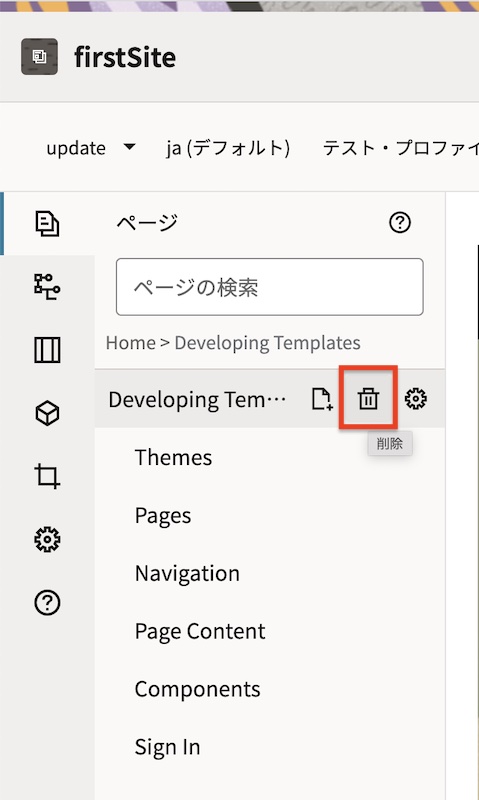 firstSite
update ja (デフォルト) テスト・プロファイ
ページ
ページの検索
Home > Developing Templates
Developing Tem…
削除
Themes
Pages
Navigation
Page Content
Components
Sign In